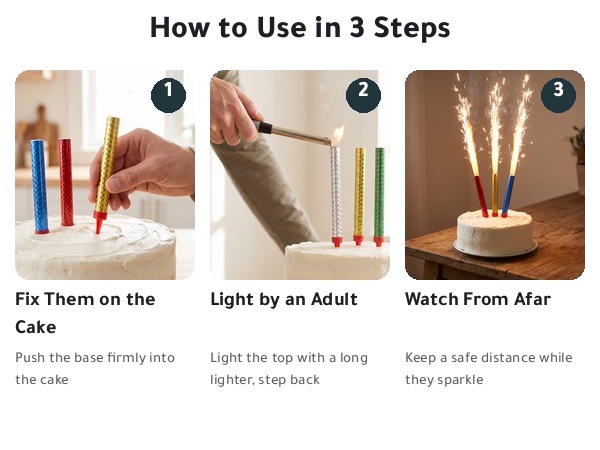 How to Use in 3 Steps
1
2
3
Fix Them on the
Cake
Light by an Adult
Watch From Afar
Push the base firmly into
the cake
Light the top with a long
lighter, step back
Keep a safe distance while
they sparkle